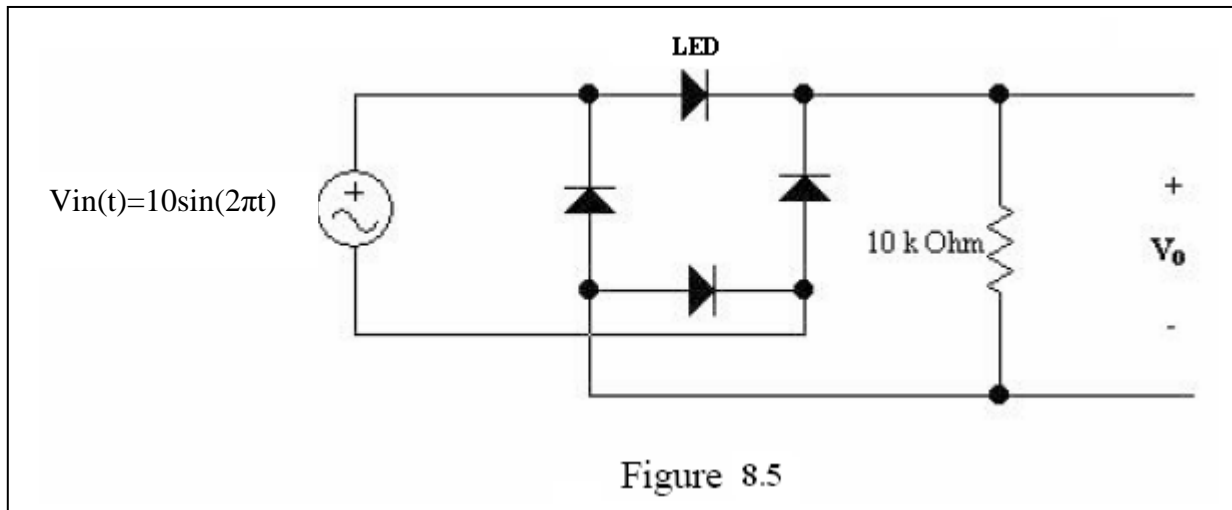 LED
Vin(t)=10sin(2πt)
+
10 k Ohm
+
V₀
-
Figure 8.5